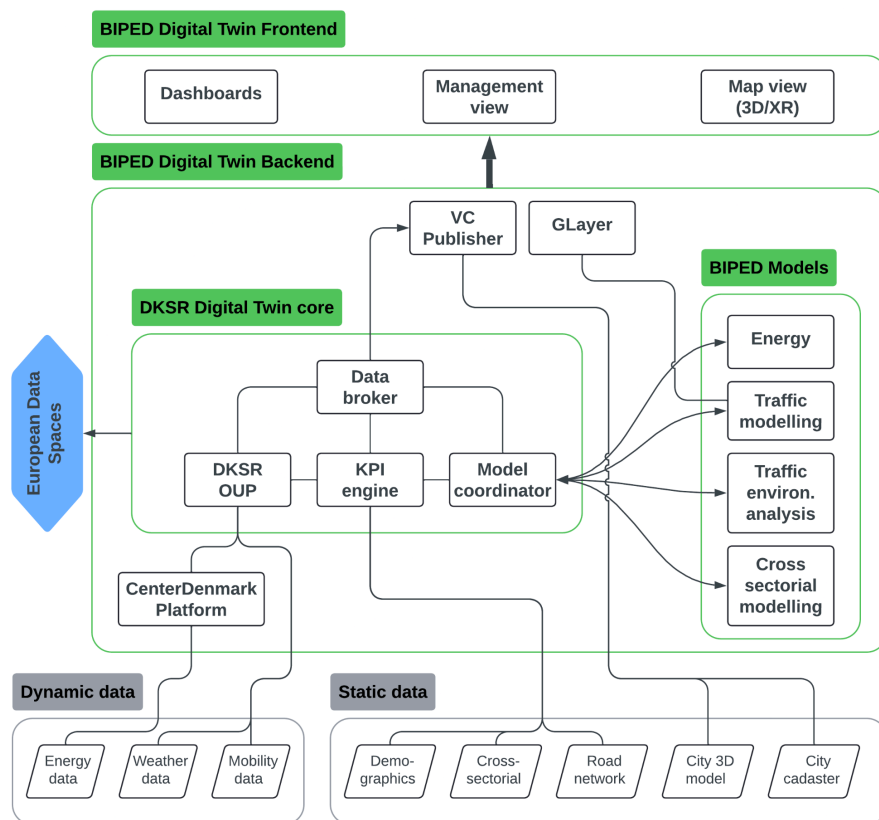 BIPED Digital Twin Frontend
Dashboards
Management
view
Map view
(3D/XR)
BIPED Digital Twin Backend
VC
Publisher
GLayer
BIPED Models
DKSR Digital Twin core
Energy
Data
broker
Traffic
modelling
European Data
Spaces
DKSR
OUP
KPI
engine
Model
coordinator
Traffic
environ.
analysis
CenterDenmark
Platform
Cross
sectorial
modelling
Dynamic data
Static data
Energy
data
Weather
data
Mobility
data
Demo-
graphics
Cross-
sectorial
Road
network
City 3D
model
City
cadaster